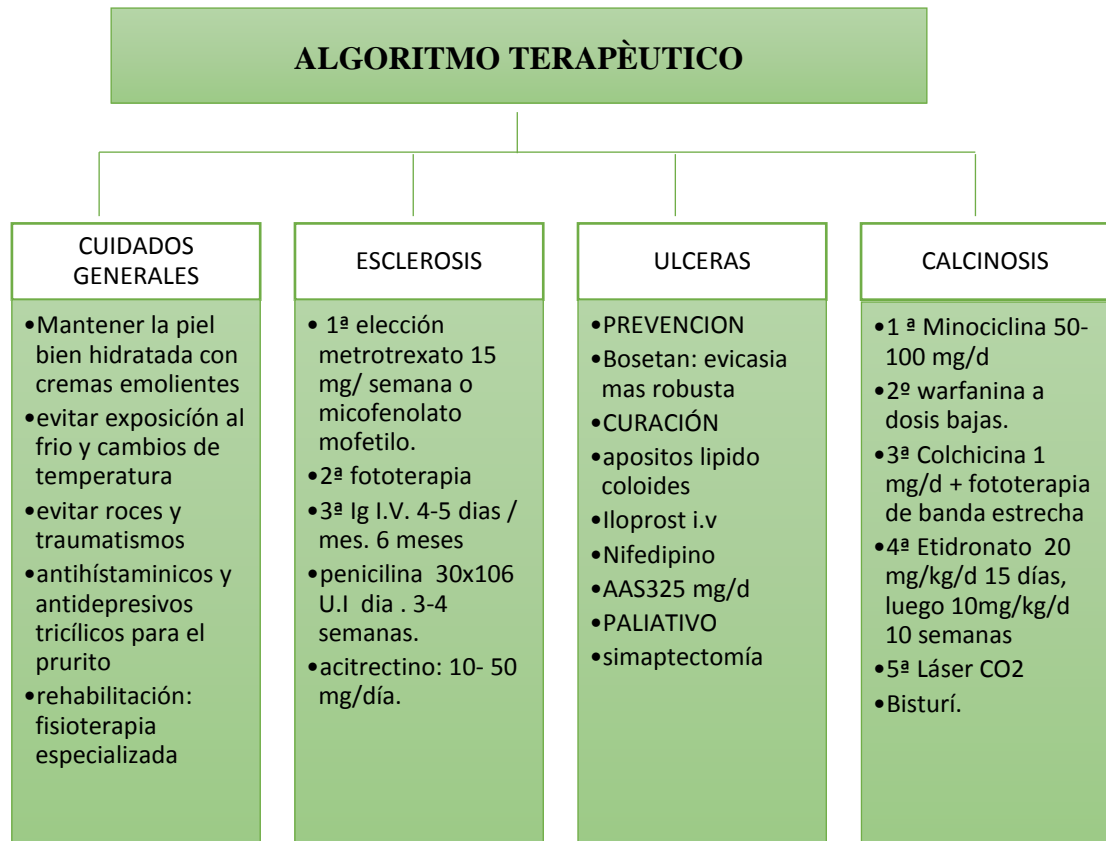 ALGORITMO TERAPÈUTICO
CUIDADOS
GENERALES
•Mantener la piel
bien hidratada con
cremas emolientes
•evitar exposicíón al
frio y cambios de
temperatura
•evitar roces y
traumatismos
•antihístaminicos y
antidepresivos
tricílicos para el
prurito
•rehabilitación:
fisioterapia
especializada
ESCLEROSIS
• 1ª elección
metrotrexato 15
mg/ semana o
micofenolato
mofetilo.
•2ª fototerapia
•3ª Ig I.V. 4-5 dias /
mes. 6 meses
•penicilina 30x106
U.I dia . 3-4
semanas.
•acitrectino: 10- 50
mg/día.
ULCERAS
•PREVENCION
•Bosetan: evicasia
mas robusta
•CURACIÓN
•apositos lipido
coloides
•Iloprost i.v
•Nifedipino
•AAS325 mg/d
•PALIATIVO
•simaptectomía
CALCINOSIS
•1 ª Minociclina 50-
100 mg/d
•2º warfanina a
dosis bajas.
•3ª Colchicina 1
mg/d + fototerapia
de banda estrecha
•4ª Etidronato 20
mg/kg/d 15 días,
luego 10mg/kg/d
10 semanas
•5ª Láser CO2
•Bisturí.